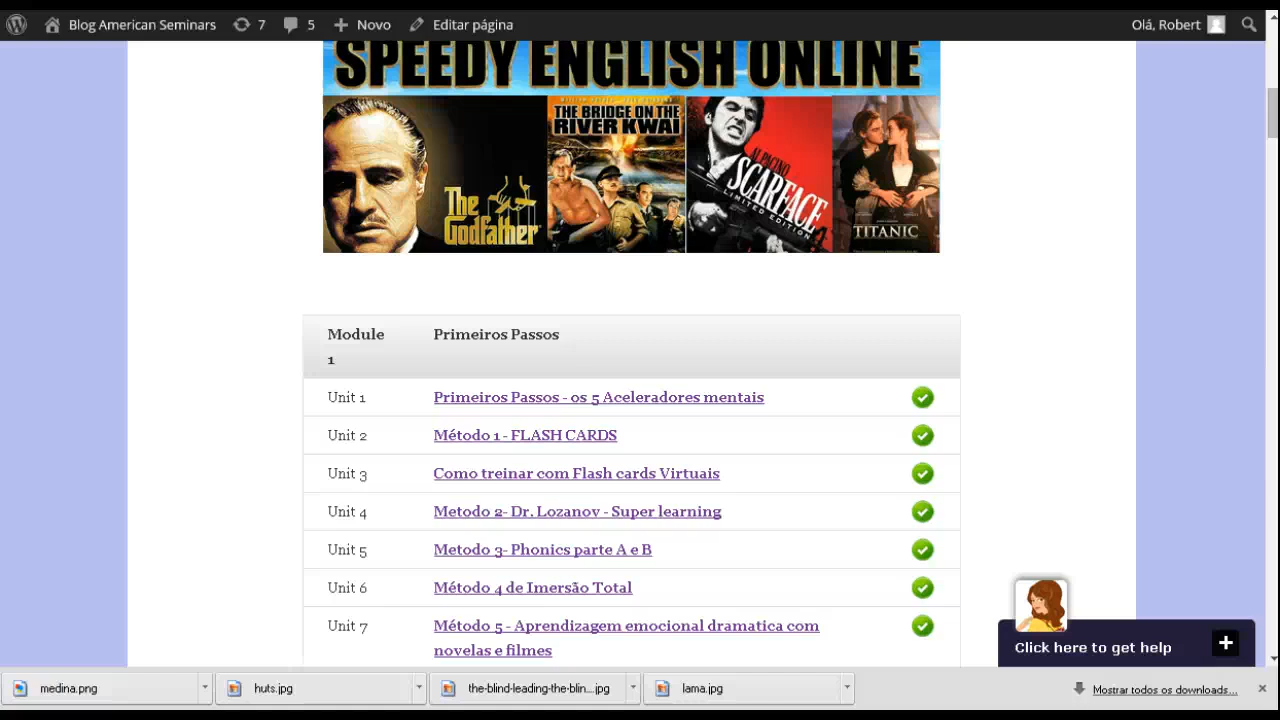 Blog American Seminars 7 5 Novo Editar página Olá, Robert
SPEEDY ENGLISH ONLINE
The Godfather
THE BRIDGE ON THE
RIVER KWAI
AL PACINO
SCARFACE
LIMITED EDITION
TITANIC
Module 1 Primeiros Passos
Unit 1 Primeiros Passos - os 5 Aceleradores mentais
Unit 2 Método 1 - FLASH CARDS
Unit 3 Como treinar com Flash cards Virtuais
Unit 4 Metodo 2- Dr. Lozanov - Super learning
Unit 5 Metodo 3- Phonics parte A e B
Unit 6 Método 4 de Imersão Total
Unit 7 Método 5 - Aprendizagem emocional dramatica com
novelas e filmes
Click here to get help
medina.png huts.jpg the-blind-leading-the-blin....jpg lama.jpg Mostrar todos os downloads...